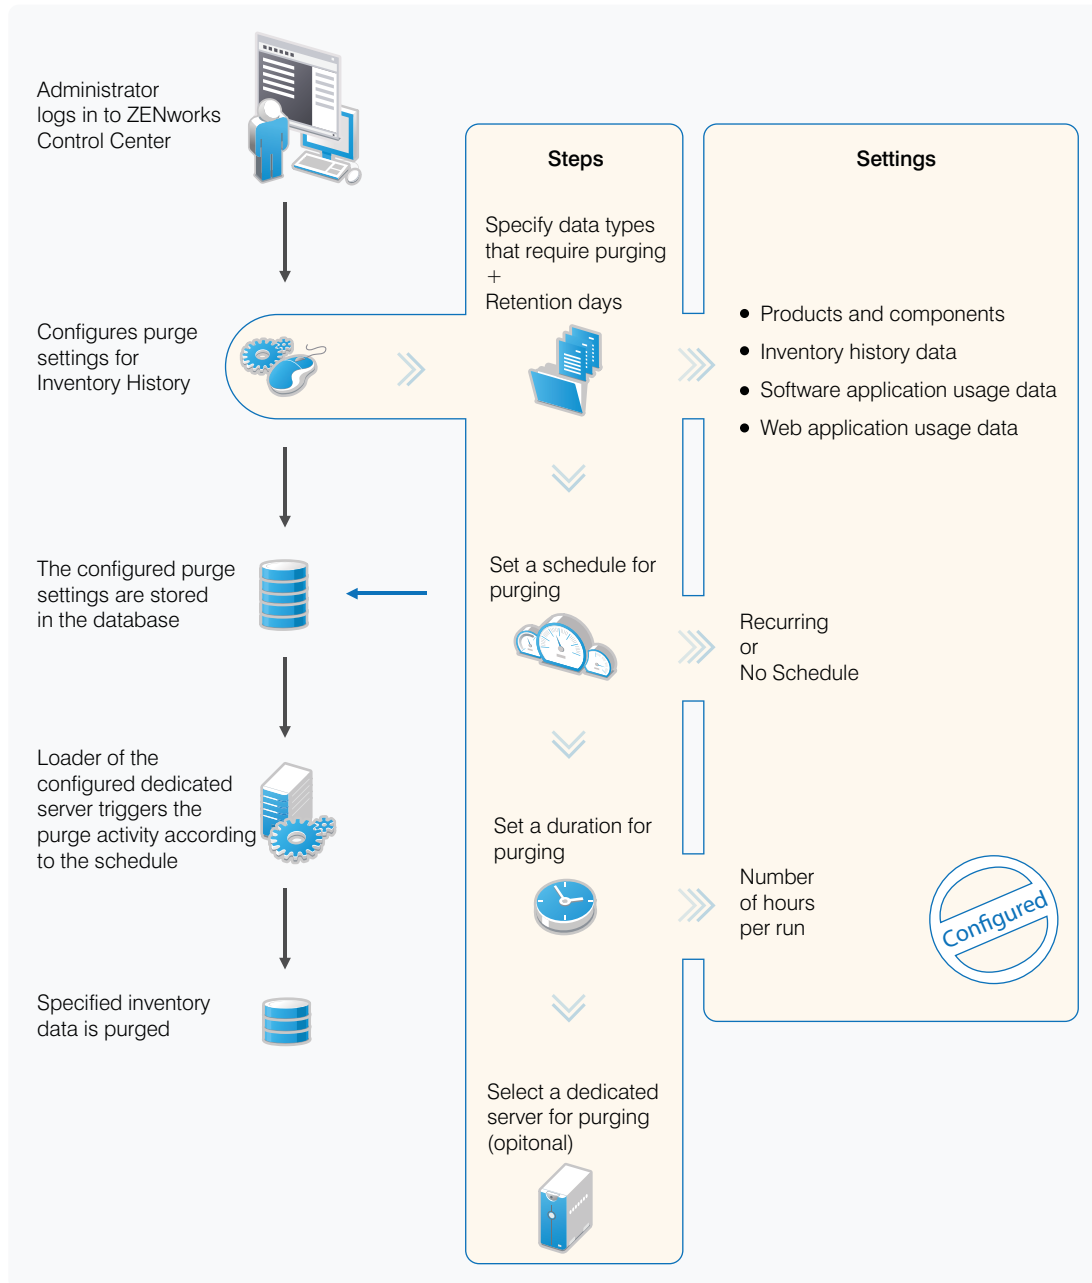 Administrator
logs in to ZENworks
Control Center
Configures purge
settings for
Inventory History
The configured purge
settings are stored
in the database
Loader of the
configured dedicated
server triggers the
purge activity according
to the schedule
Specified inventory
data is purged
Steps
Specify data types
that require purging
+
Retention days
Set a schedule for
purging
Set a duration for
purging
Select a dedicated
server for purging
(opitonal)
Settings
• Products and components
• Inventory history data
• Software application usage data
• Web application usage data
Recurring
or
No Schedule
Number
of hours
per run
Configured